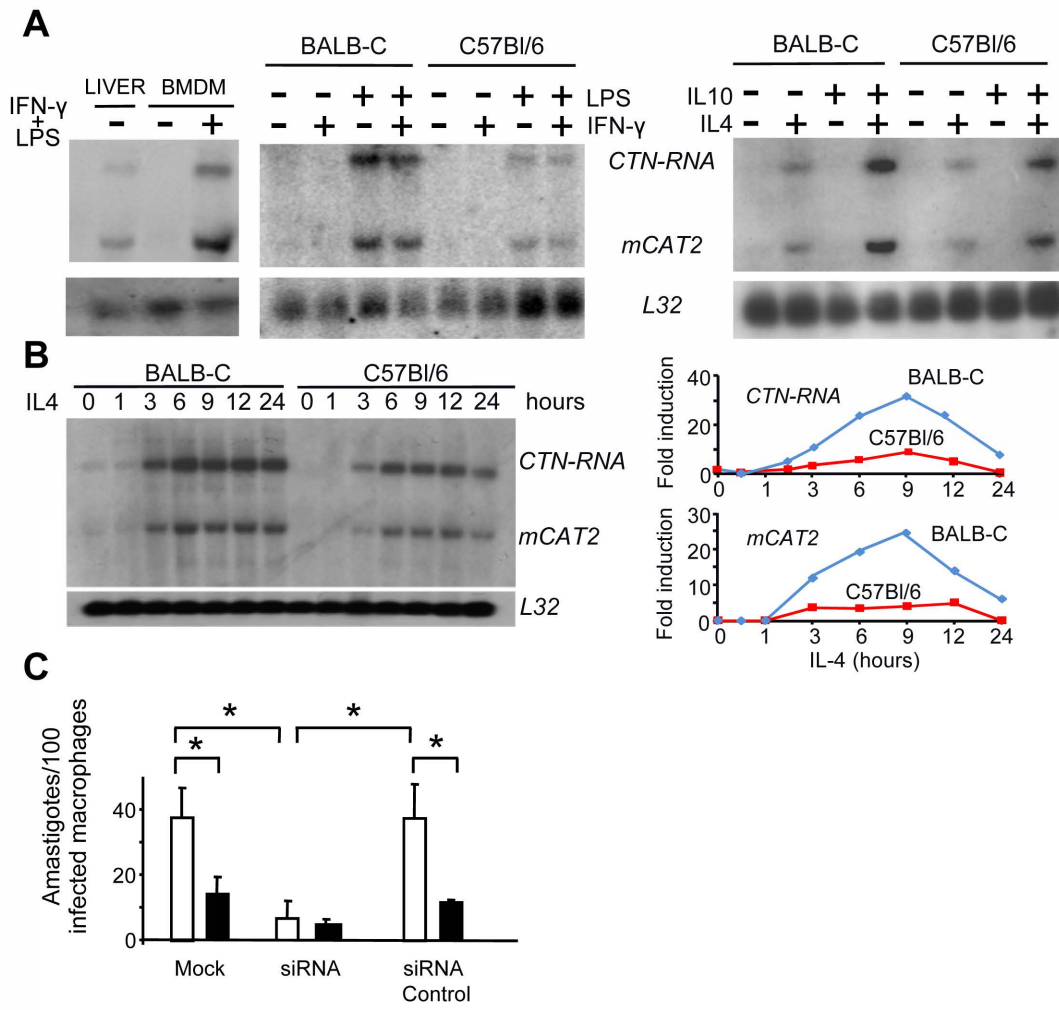 A
BALB-C C57Bl/6
LIVER BMDM
IFN-γ
+
LPS
- - +
- - + + - - + + LPS
- + - + - + - + IFN-γ
CTN-RNA
mCAT2
L32
BALB-C C57Bl/6
IL10 - - + + - - + +
IL4 - + - + - + - +
B
BALB-C C57Bl/6
IL4 0 1 3 6 9 12 24 0 1 3 6 9 12 24 hours
CTN-RNA
mCAT2
L32
Fold induction
40
20
0
CTN-RNA
BALB-C
C57Bl/6
0 1 3 6 9 12 24
Fold induction
30
20
10
0
mCAT2
BALB-C
C57Bl/6
0 1 3 6 9 12 24
IL-4 (hours)
C
Amastigotes/100
infected macrophages
40
20
0
* *
* *
Mock siRNA siRNA
Control